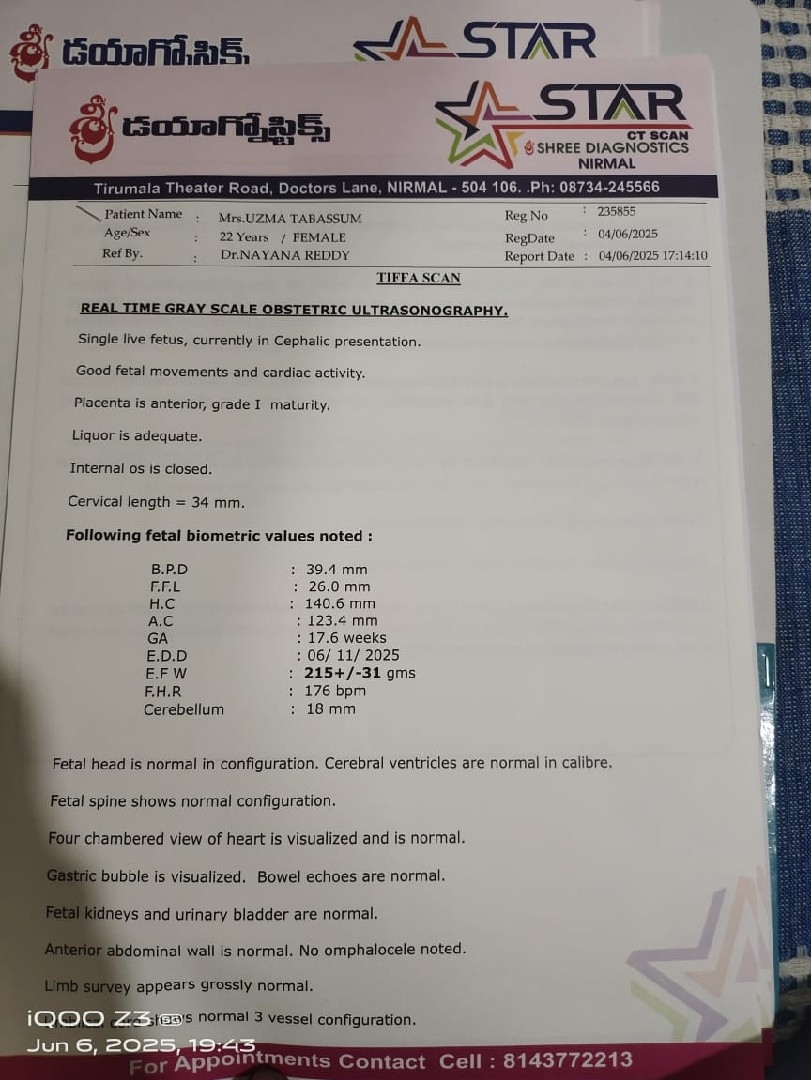 శ్రీ డయాగ్నోసిక్స్
STAR
శ్రీ డయాగ్నోస్టిక్స్
STAR
CT SCAN
శ్రీ SHREE DIAGNOSTICS
NIRMAL
Tirumala Theater Road, Doctors Lane, NIRMAL - 504 106. .Ph: 08734-245566
Patient Name : Mrs.UZMA TABASSUM Reg No : 235855
Age/Sex : 22 Years / FEMALE RegDate : 04/06/2025
Ref By. : Dr.NAYANA REDDY Report Date : 04/06/2025 17:14:10
TIFFA SCAN
REAL TIME GRAY SCALE OBSTETRIC ULTRASONOGRAPHY.
Single live fetus, currently in Cephalic presentation.
Good fetal movements and cardiac activity.
Placenta is anterior, grade I maturity.
Liquor is adequate.
Internal os is closed.
Cervical length = 34 mm.
Following fetal biometric values noted :
B.P.D : 39.4 mm
F.F.L : 26.0 mm
H.C : 140.6 mm
A.C : 123.4 mm
GA : 17.6 weeks
E.D.D : 06/ 11/ 2025
E.F W : 215+/-31 gms
F.H.R : 176 bpm
Cerebellum : 18 mm
Fetal head is normal in configuration. Cerebral ventricles are normal in calibre.
Fetal spine shows normal configuration.
Four chambered view of heart is visualized and is normal.
Gastric bubble is visualized. Bowel echoes are normal.
Fetal kidneys and urinary bladder are normal.
Anterior abdominal wall is normal. No omphalocele noted.
Limb survey appears grossly normal.
normal 3 vessel configuration.
iQOO Z3 5G
Jun 6, 2025, 19:43
For Appointments Contact Cell : 8143772213